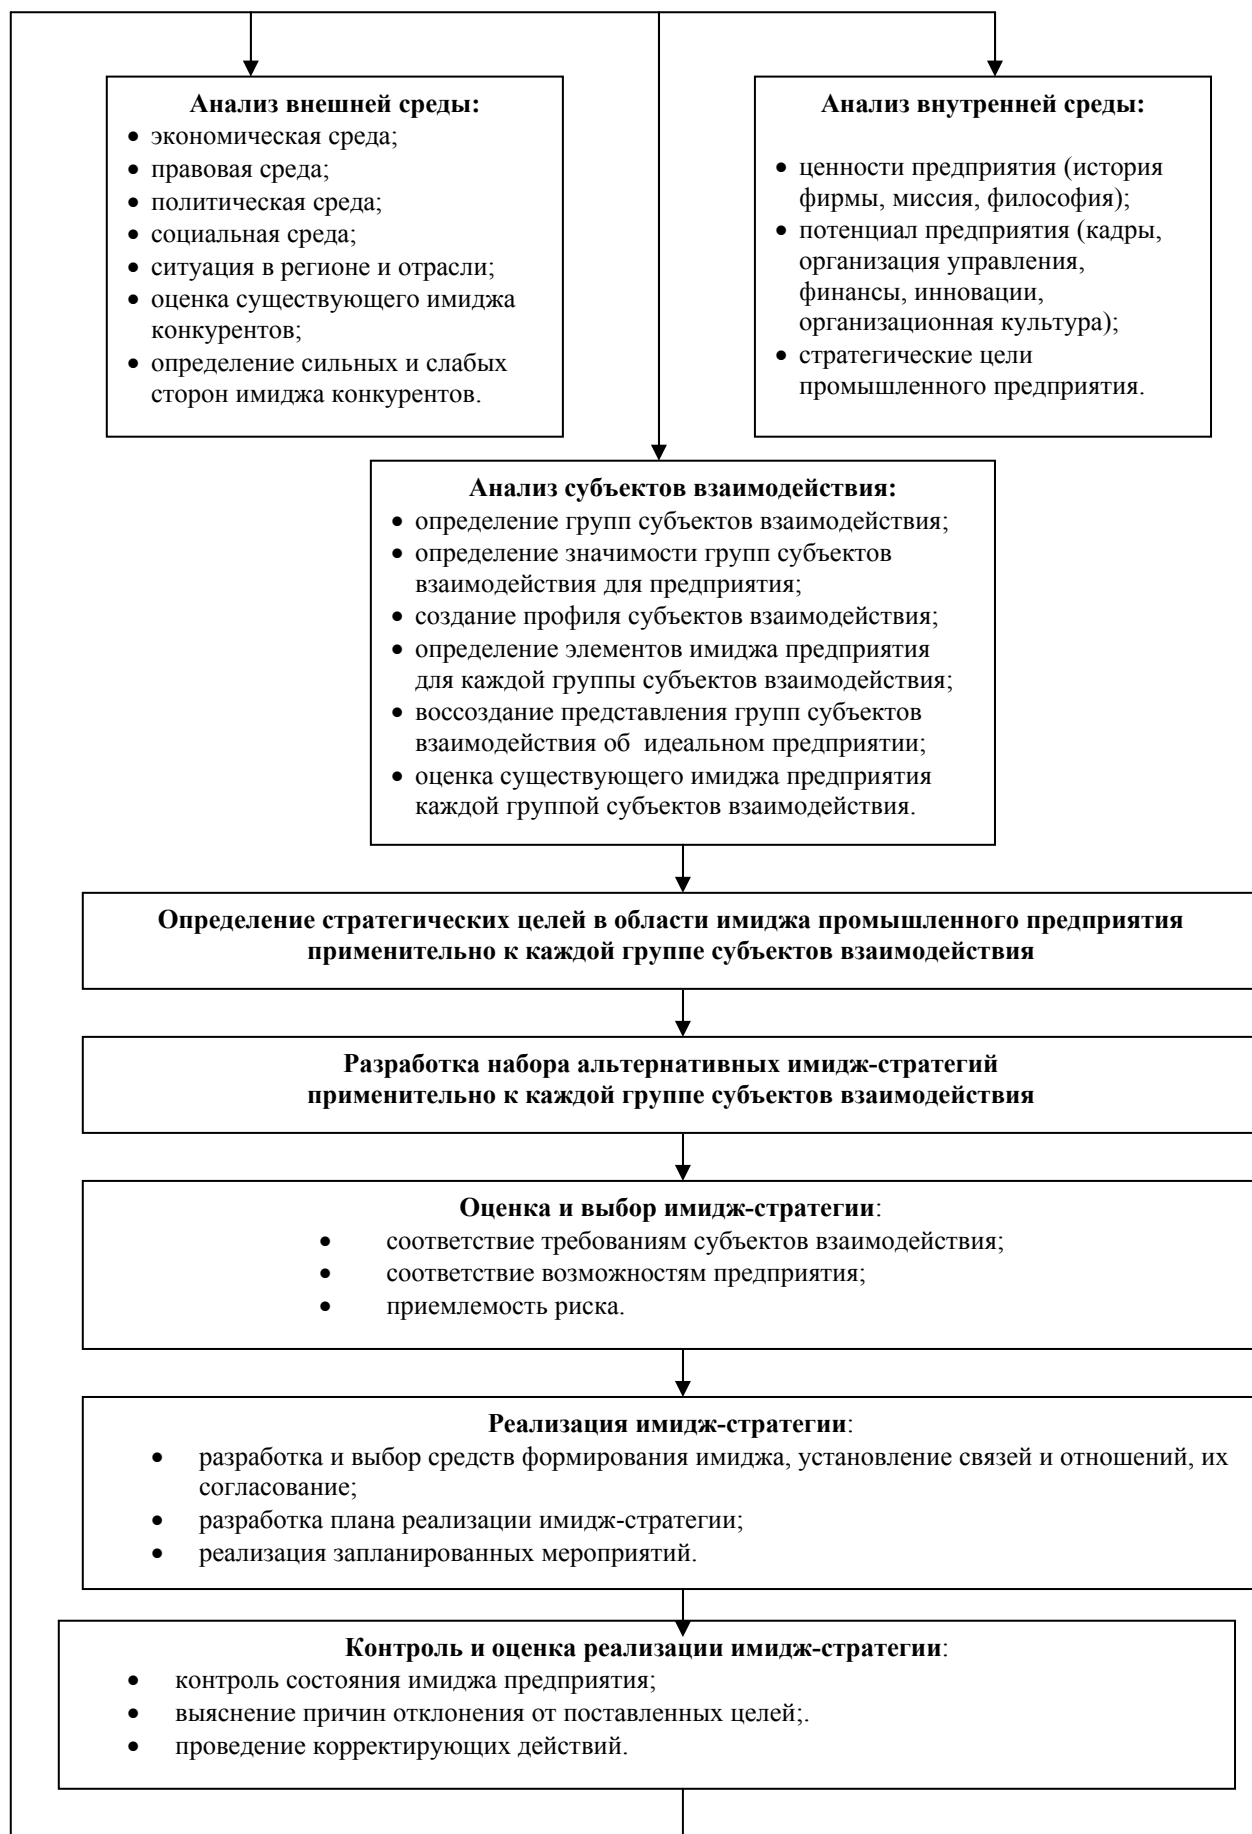 Анализ внешней среды:
• экономическая среда;
• правовая среда;
• политическая среда;
• социальная среда;
• ситуация в регионе и отрасли;
• оценка существующего имиджа
конкурентов;
• определение сильных и слабых
сторон имиджа конкурентов.
Анализ внутренней среды:
• ценности предприятия (история
фирмы, миссия, философия);
• потенциал предприятия (кадры,
организация управления,
финансы, инновации,
организационная культура);
• стратегические цели
промышленного предприятия.
Анализ субъектов взаимодействия:
• определение групп субъектов взаимодействия;
• определение значимости групп субъектов
взаимодействия для предприятия;
• создание профиля субъектов взаимодействия;
• определение элементов имиджа предприятия
для каждой группы субъектов взаимодействия;
• воссоздание представления групп субъектов
взаимодействия об идеальном предприятии;
• оценка существующего имиджа предприятия
каждой группой субъектов взаимодействия.
Определение стратегических целей в области имиджа промышленного предприятия
применительно к каждой группе субъектов взаимодействия
Разработка набора альтернативных имидж-стратегий
применительно к каждой группе субъектов взаимодействия
Оценка и выбор имидж-стратегии:
• соответствие требованиям субъектов взаимодействия;
• соответствие возможностям предприятия;
• приемлемость риска.
Реализация имидж-стратегии:
• разработка и выбор средств формирования имиджа, установление связей и отношений, их
согласование;
• разработка плана реализации имидж-стратегии;
• реализация запланированных мероприятий.
Контроль и оценка реализации имидж-стратегии:
• контроль состояния имиджа предприятия;
• выяснение причин отклонения от поставленных целей;.
• проведение корректирующих действий.